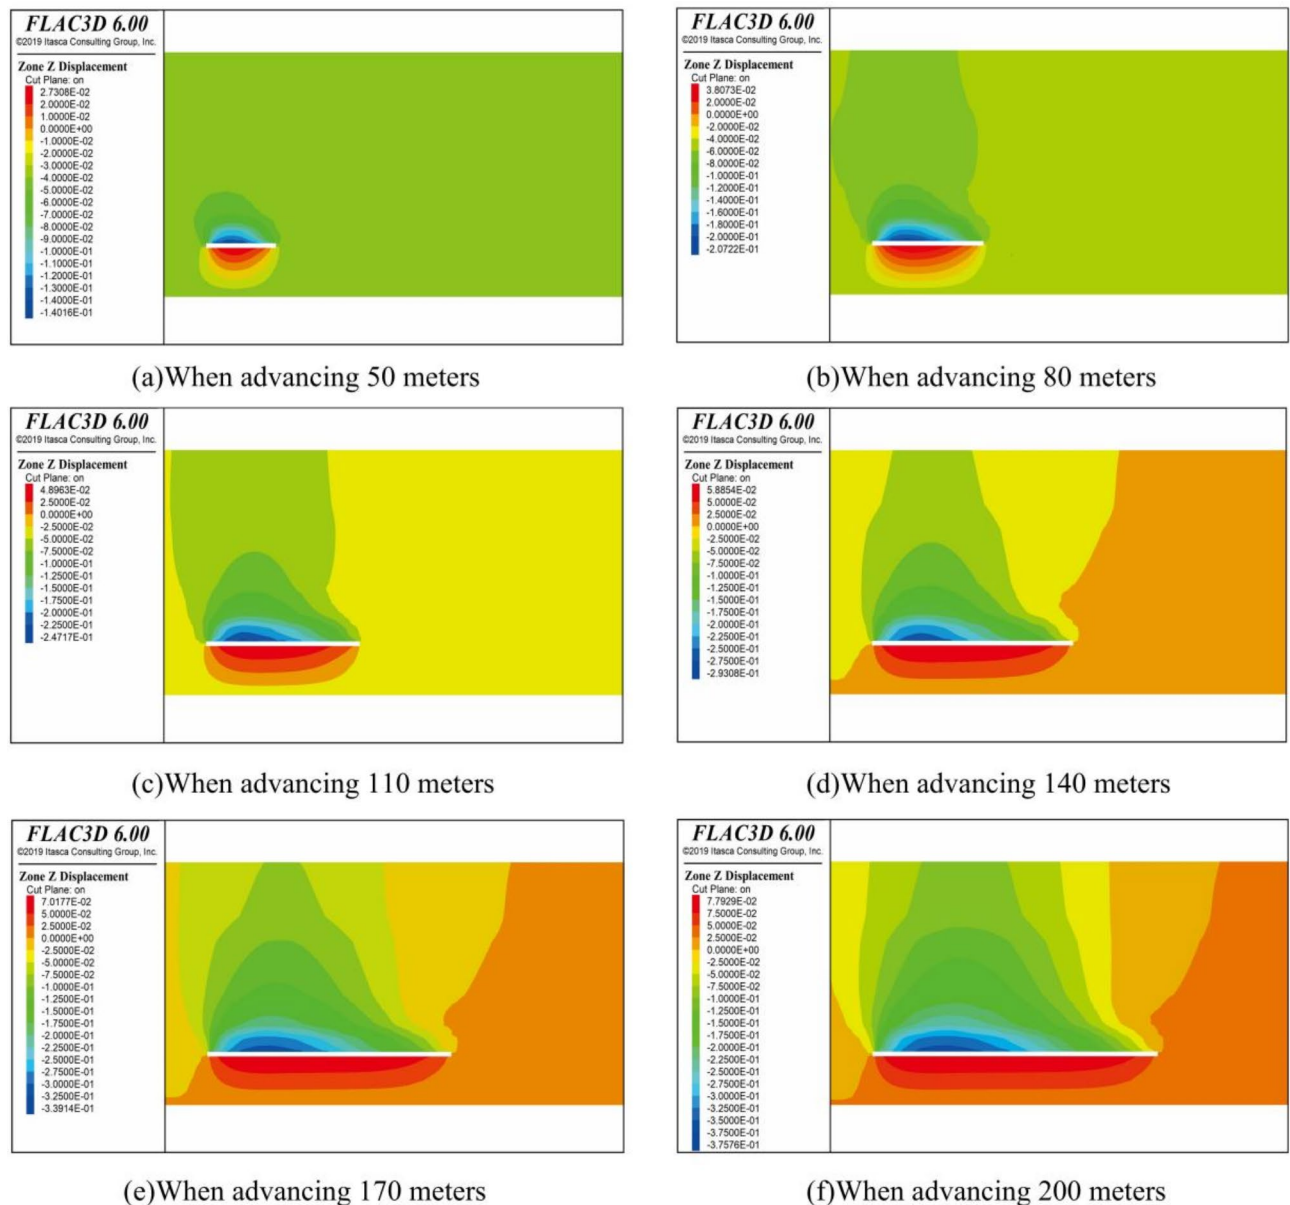 FLAC3D 6.00
©2019 Itasca Consulting Group, Inc.
Zone Z Displacement
Cut Plane: on
2.7308E-02
2.0000E-02
1.0000E-02
0.0000E+00
-1.0000E-02
-2.0000E-02
-3.0000E-02
-4.0000E-02
-5.0000E-02
-6.0000E-02
-7.0000E-02
-8.0000E-02
-9.0000E-02
-1.0000E-01
-1.1000E-01
-1.2000E-01
-1.3000E-01
-1.4000E-01
-1.4016E-01
(a)When advancing 50 meters
FLAC3D 6.00
©2019 Itasca Consulting Group, Inc.
Zone Z Displacement
Cut Plane: on
3.8073E-02
2.0000E-02
0.0000E+00
-2.0000E-02
-4.0000E-02
-6.0000E-02
-8.0000E-02
-1.0000E-01
-1.2000E-01
-1.4000E-01
-1.6000E-01
-1.8000E-01
-2.0000E-01
-2.0722E-01
(b)When advancing 80 meters
FLAC3D 6.00
©2019 Itasca Consulting Group, Inc.
Zone Z Displacement
Cut Plane: on
4.8963E-02
2.5000E-02
0.0000E+00
-2.5000E-02
-5.0000E-02
-7.5000E-02
-1.0000E-01
-1.2500E-01
-1.5000E-01
-1.7500E-01
-2.0000E-01
-2.2500E-01
-2.4717E-01
(c)When advancing 110 meters
FLAC3D 6.00
©2019 Itasca Consulting Group, Inc.
Zone Z Displacement
Cut Plane: on
5.8854E-02
5.0000E-02
2.5000E-02
0.0000E+00
-2.5000E-02
-5.0000E-02
-7.5000E-02
-1.0000E-01
-1.2500E-01
-1.5000E-01
-1.7500E-01
-2.0000E-01
-2.2500E-01
-2.5000E-01
-2.7500E-01
-2.9308E-01
(d)When advancing 140 meters
FLAC3D 6.00
©2019 Itasca Consulting Group, Inc.
Zone Z Displacement
Cut Plane: on
7.0177E-02
5.0000E-02
2.5000E-02
0.0000E+00
-2.5000E-02
-5.0000E-02
-7.5000E-02
-1.0000E-01
-1.2500E-01
-1.5000E-01
-1.7500E-01
-2.0000E-01
-2.2500E-01
-2.5000E-01
-2.7500E-01
-3.0000E-01
-3.2500E-01
-3.3914E-01
(e)When advancing 170 meters
FLAC3D 6.00
©2019 Itasca Consulting Group, Inc.
Zone Z Displacement
Cut Plane: on
7.7929E-02
7.5000E-02
5.0000E-02
2.5000E-02
0.0000E+00
-2.5000E-02
-5.0000E-02
-7.5000E-02
-1.0000E-01
-1.2500E-01
-1.5000E-01
-1.7500E-01
-2.0000E-01
-2.2500E-01
-2.5000E-01
-2.7500E-01
-3.0000E-01
-3.2500E-01
-3.5000E-01
-3.7500E-01
-3.7576E-01
(f)When advancing 200 meters